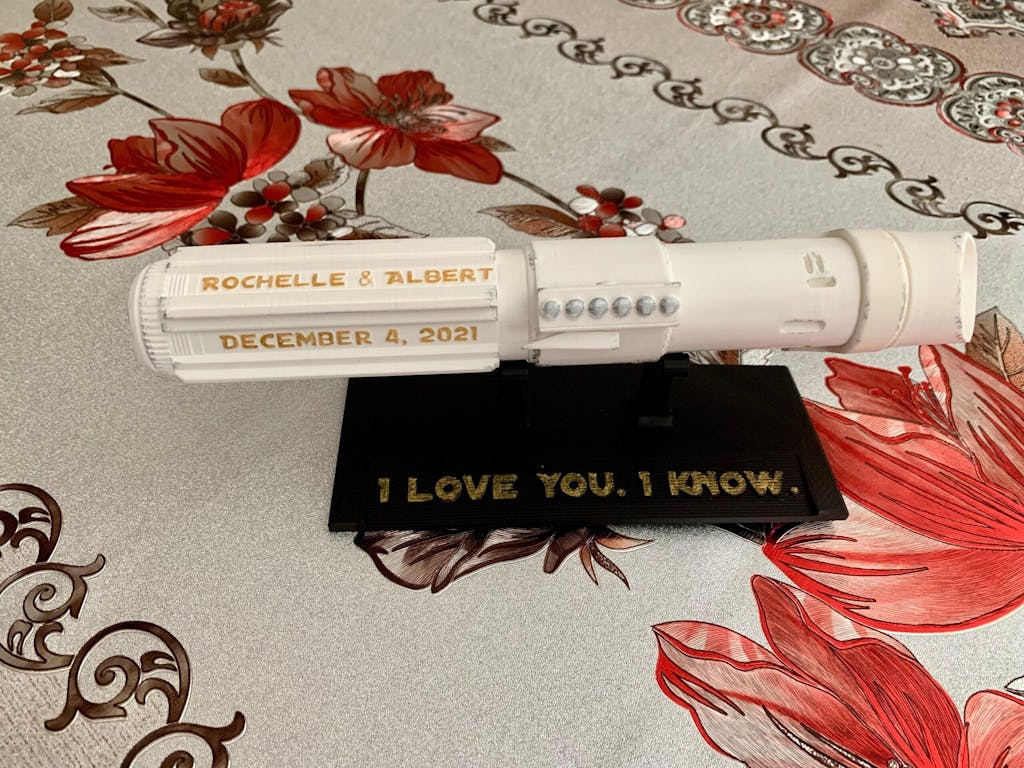 ROCHELLE & ALBERT
DECEMBER 4, 2021
I LOVE YOU. I KNOW.